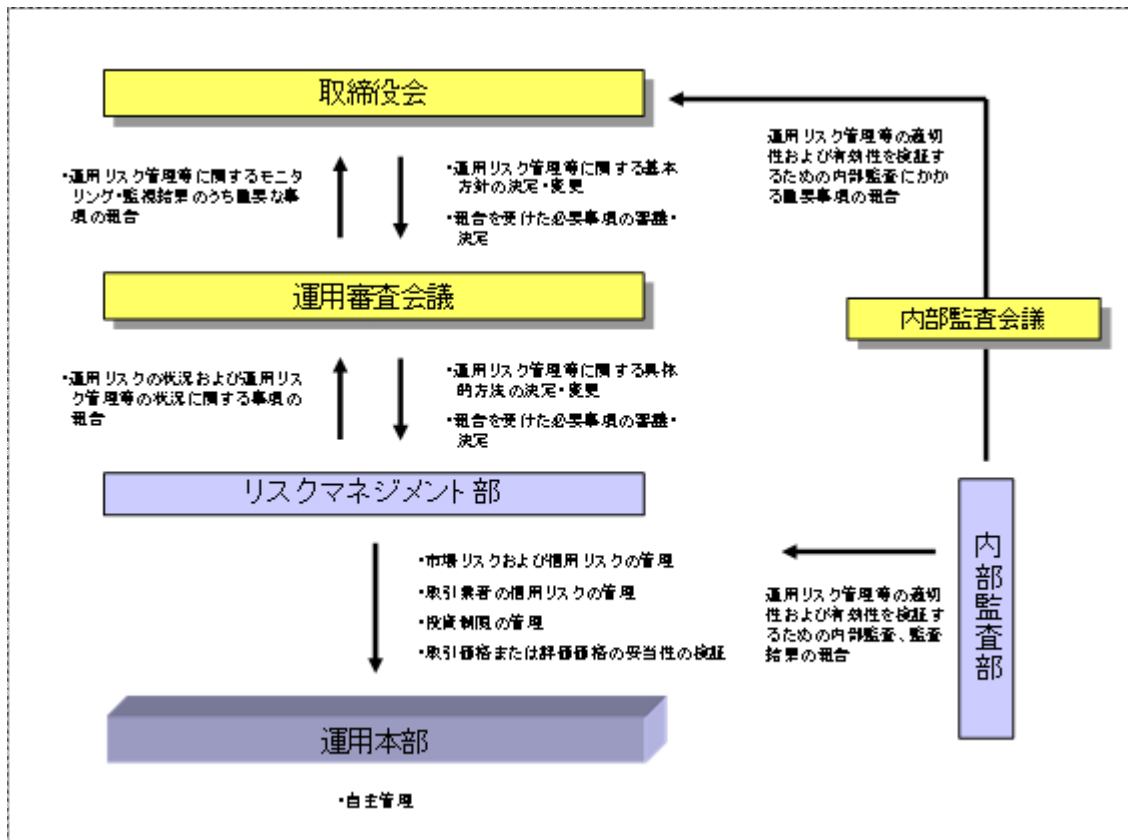 取締役会
・運用リスク管理等に関するモニタ
リング・監視結果のうち重要な事
項の報告
・運用リスク管理等に関する基本
方針の決定・変更
・報告を受けた必要事項の審議・
決定
運用リスク管理等の適切
性および有効性を検証す
るための内部監査にかか
る重要事項の報告
運用審査会議
内部監査会議
・運用リスクの状況および運用リス
ク管理等の状況に関する事項の
報告
・運用リスク管理等に関する具体
的方法の決定・変更
・報告を受けた必要事項の審議・
決定
リスクマネジメント部
内部監査部
・市場リスクおよび信用リスクの管理
・取引業者の信用リスクの管理
・投資制限の管理
・取引価格または評価価格の妥当性の検証
運用リスク管理等の適切
性および有効性を検証す
るための内部監査、監査
結果の報告
運用本部
・自主管理